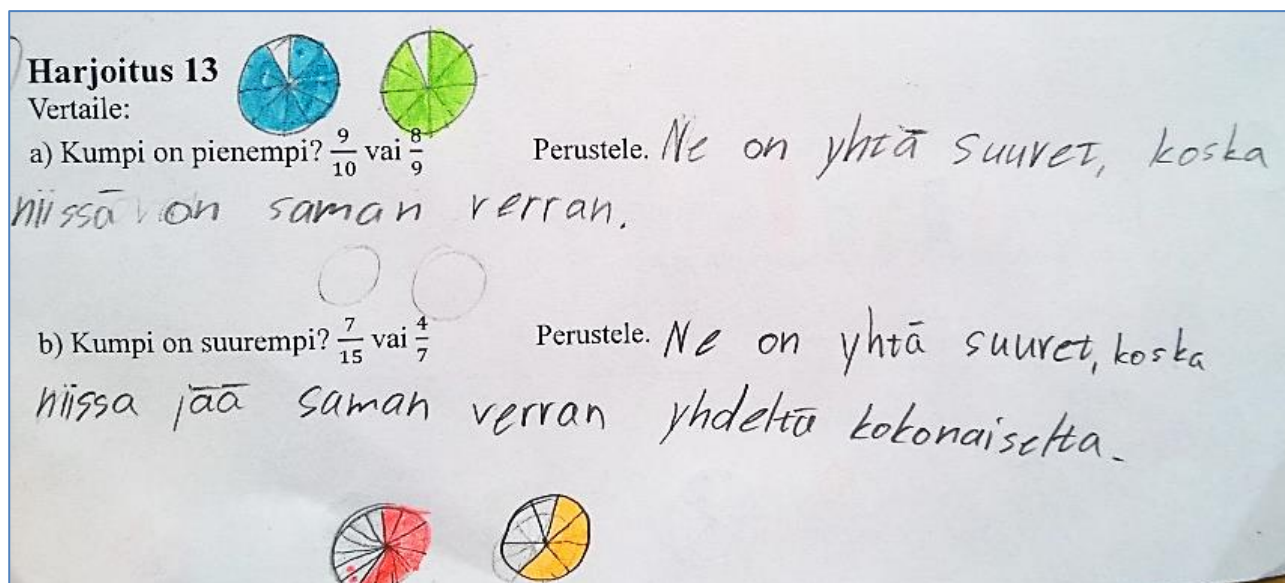 Harjoitus 13
Vertaile:
a) Kumpi on pienempi? 9/10 vai 8/9 Perustele. Ne on yhtä suuret, koska
niissä on saman verran.
b) Kumpi on suurempi? 7/15 vai 4/7 Perustele. Ne on yhtä suuret, koska
niissa jää saman verran yhdeltä kokonaiselta.